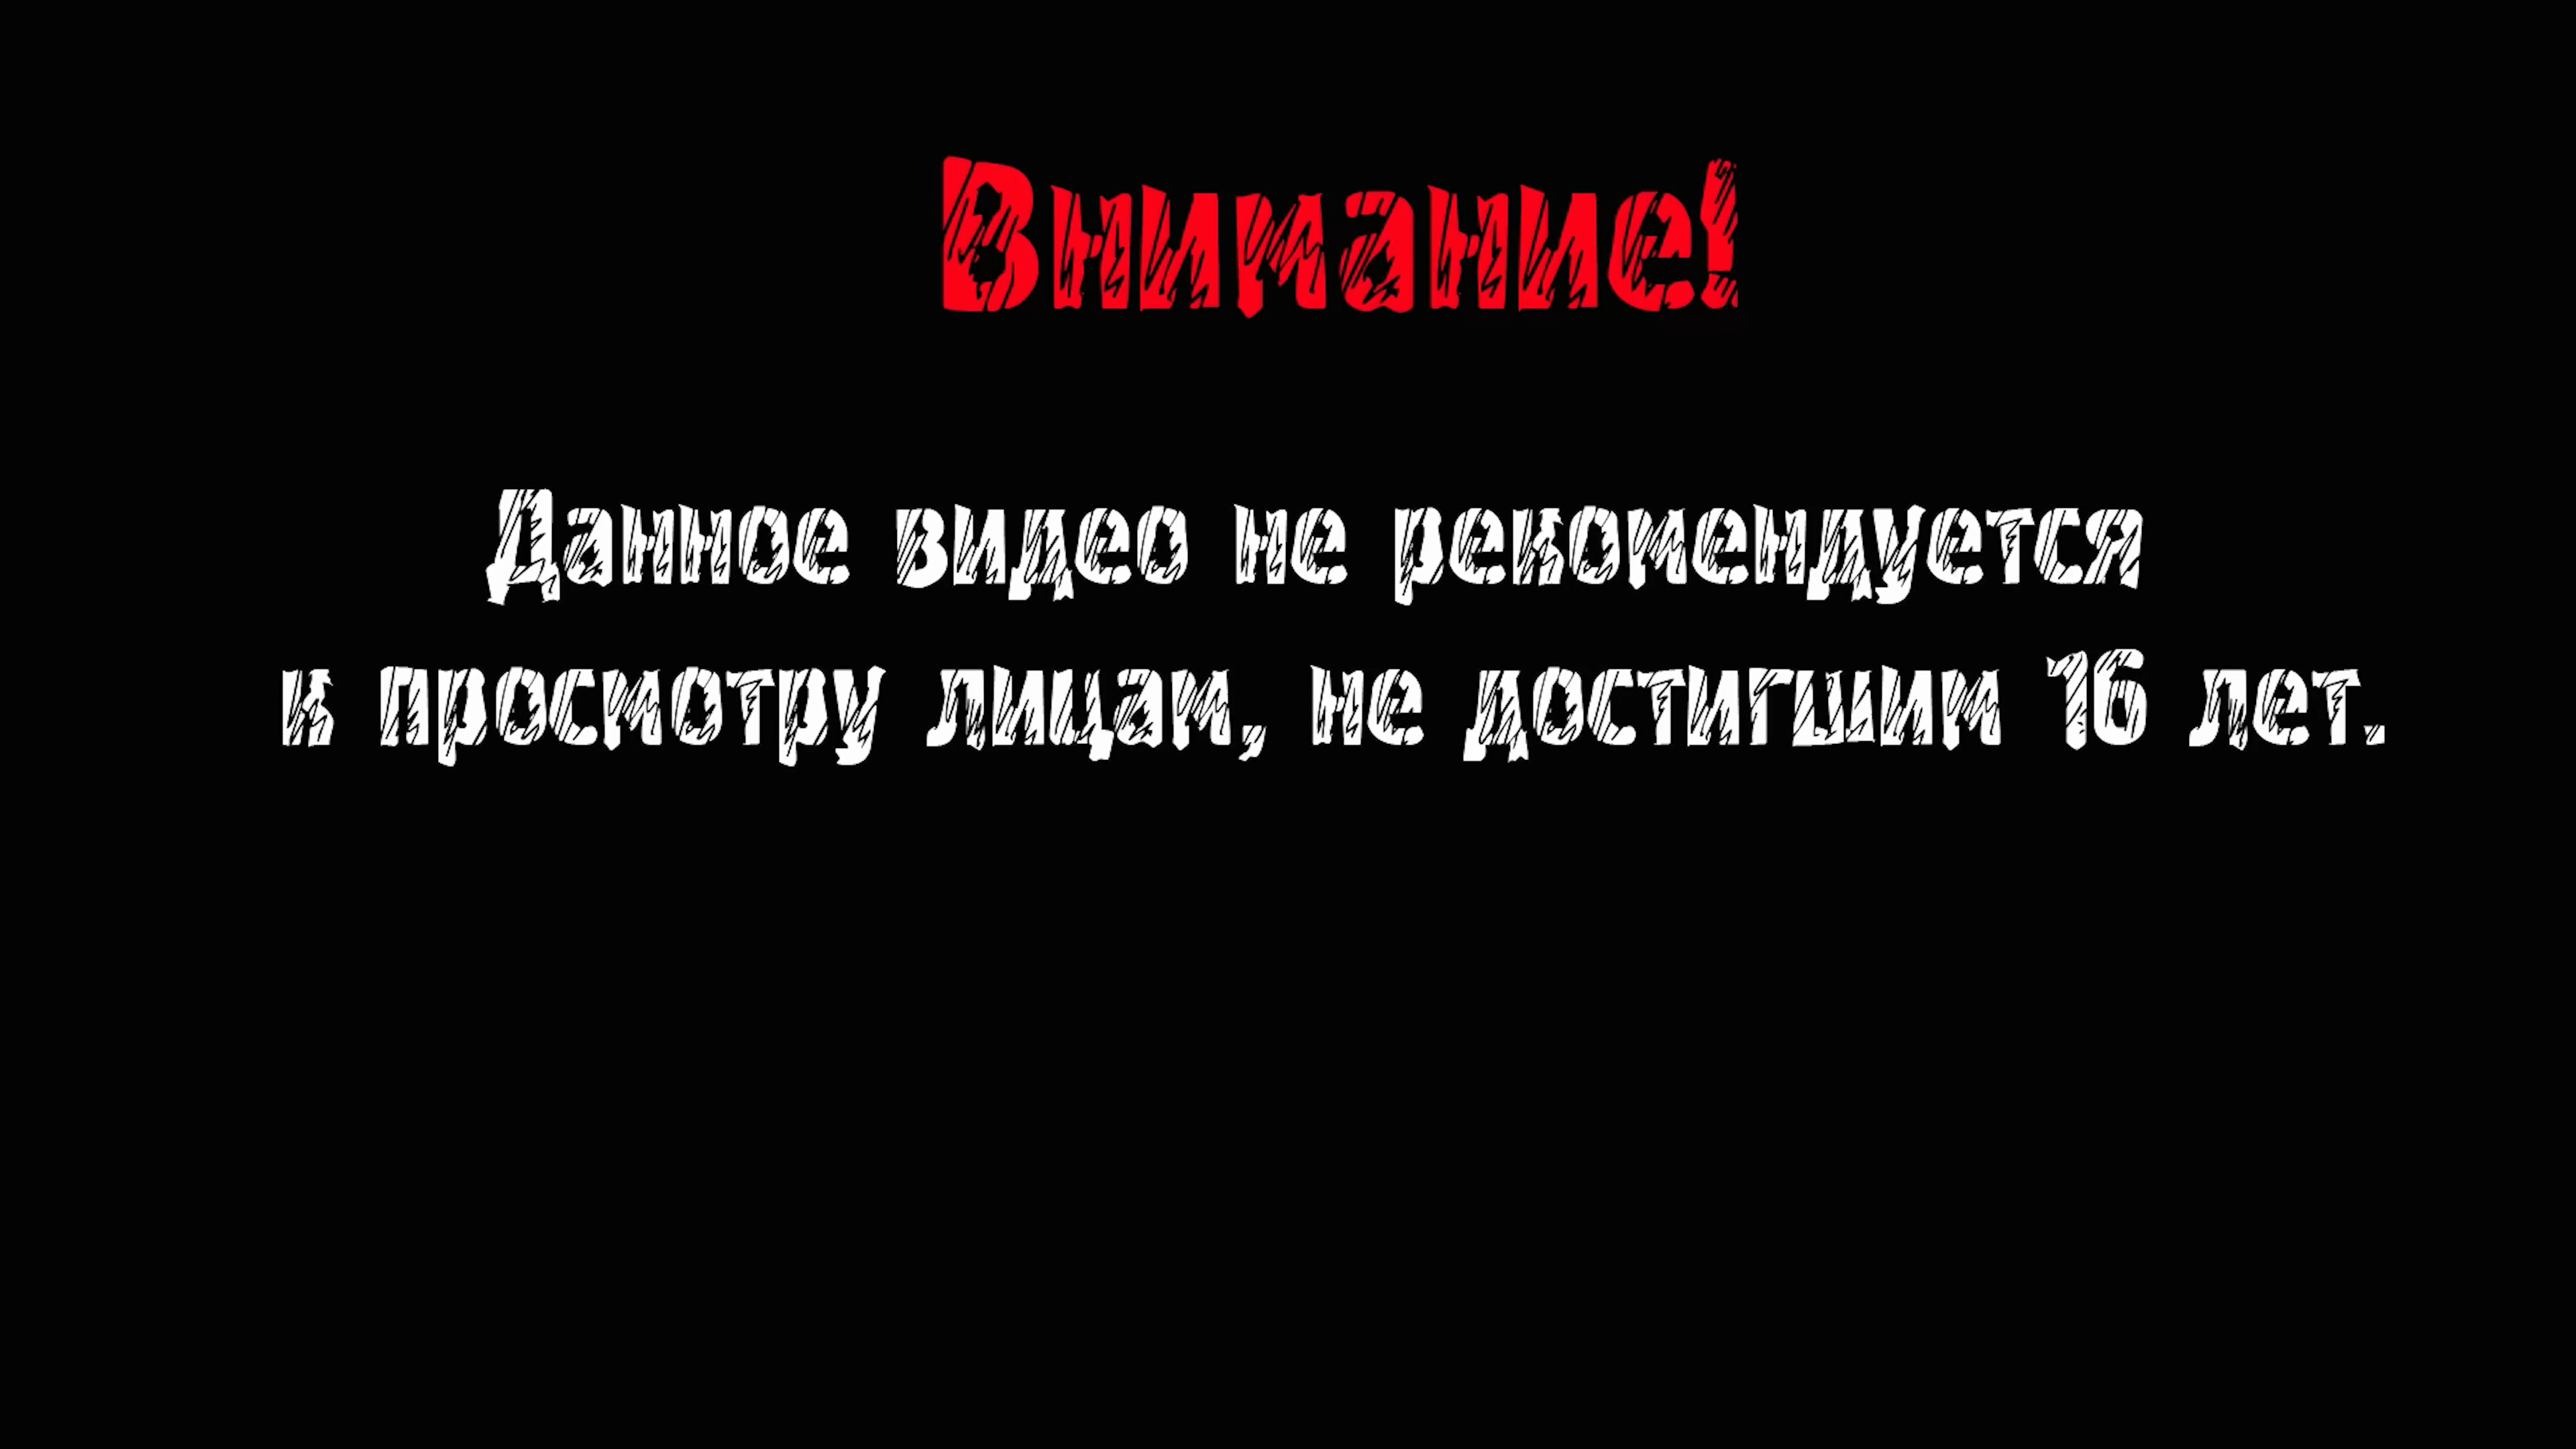 Внимание!
Данное видео не рекомендуется
к просмотру лицам, не достигшим 16 лет.